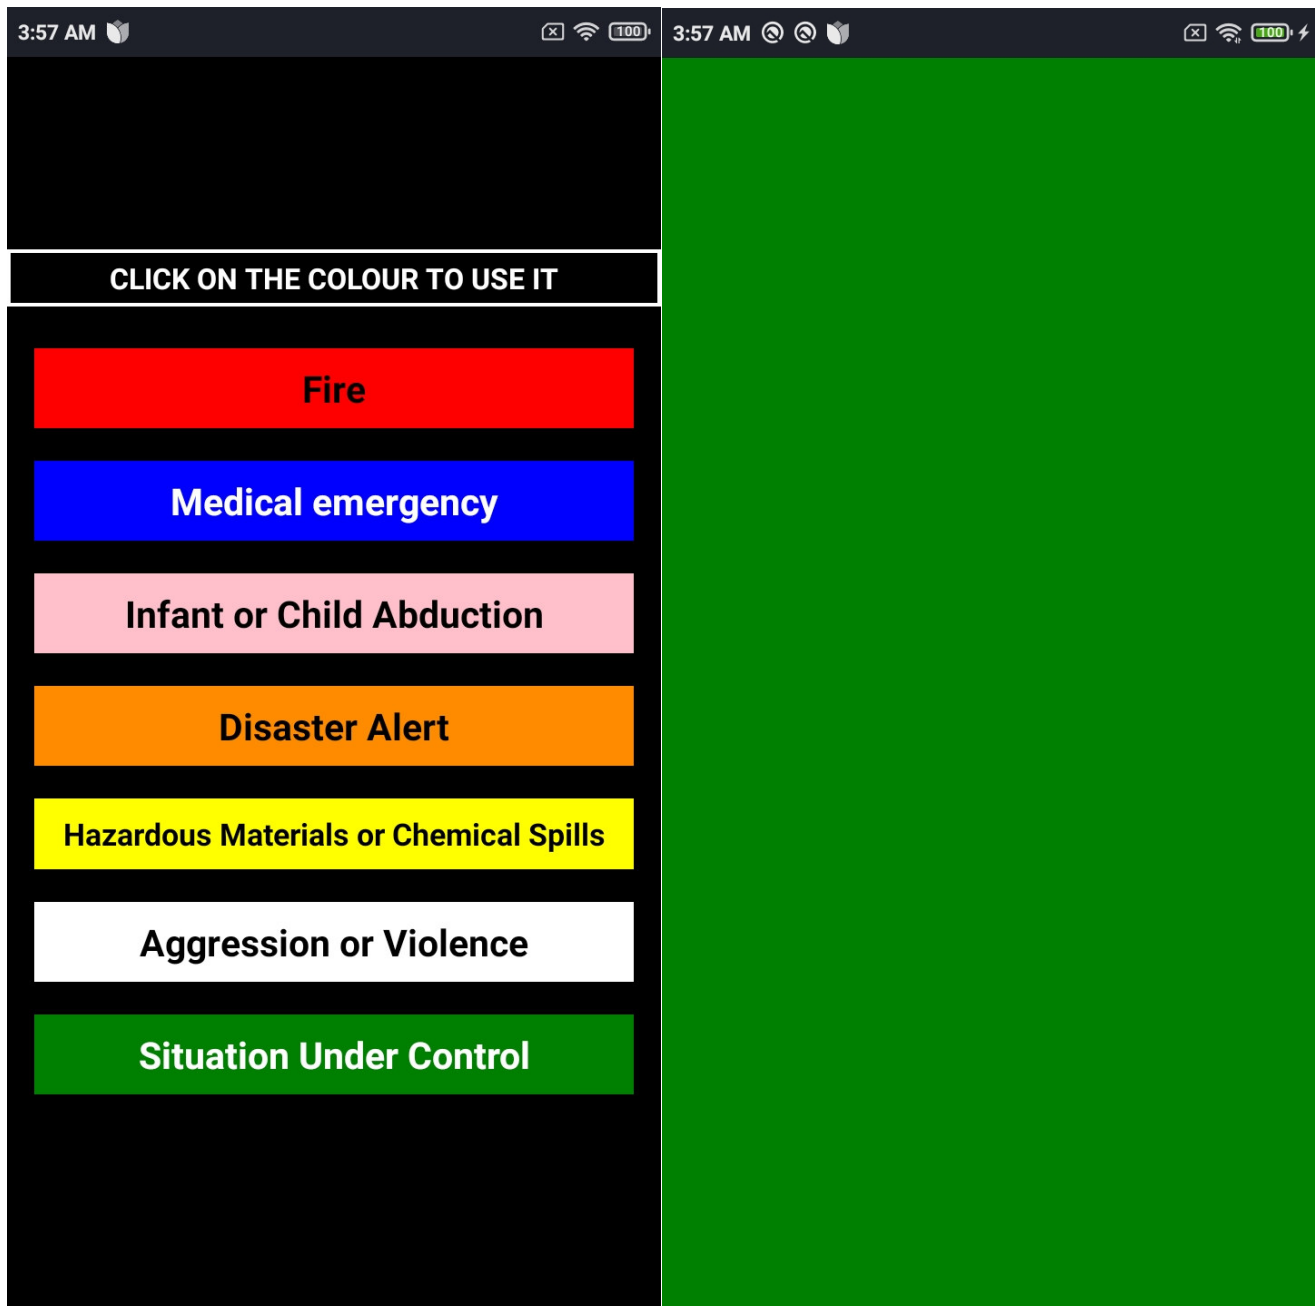 3:57 AM 100
CLICK ON THE COLOUR TO USE IT
Fire
Medical emergency
Infant or Child Abduction
Disaster Alert
Hazardous Materials or Chemical Spills
Aggression or Violence
Situation Under Control
3:57 AM 100